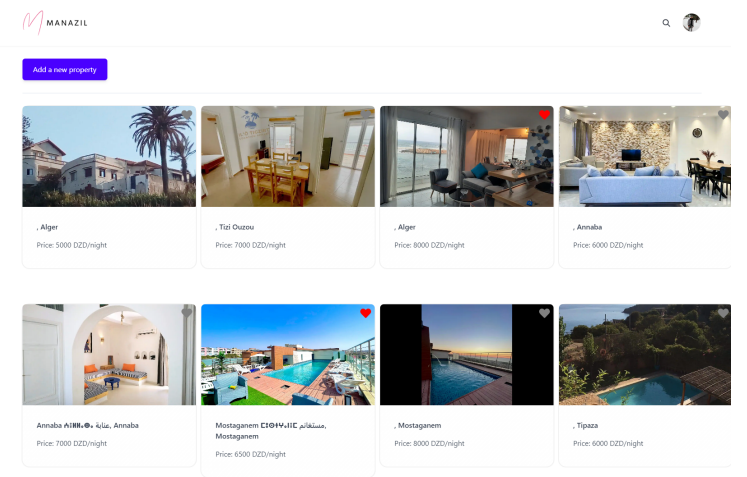 MANAZIL
Add a new property
, Alger
Price: 5000 DZD/night
, Tizi Ouzou
Price: 7000 DZD/night
, Alger
Price: 8000 DZD/night
, Annaba
Price: 6000 DZD/night
Annaba عنابة, Annaba
Price: 7000 DZD/night
Mostaganem مستغانم,
Mostaganem
Price: 6500 DZD/night
, Mostaganem
Price: 8000 DZD/night
, Tipaza
Price: 6000 DZD/night